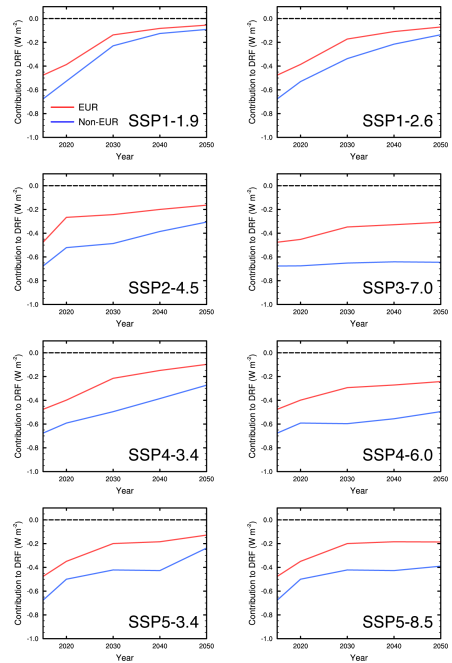 Contribution to DRF (W m⁻²)
0.0
-0.2
-0.4
-0.6
-0.8
-1.0
EUR
Non-EUR
SSP1-1.9
2020 2030 2040 2050
Year
Contribution to DRF (W m⁻²)
0.0
-0.2
-0.4
-0.6
-0.8
-1.0
SSP1-2.6
2020 2030 2040 2050
Year
Contribution to DRF (W m⁻²)
0.0
-0.2
-0.4
-0.6
-0.8
-1.0
SSP2-4.5
2020 2030 2040 2050
Year
Contribution to DRF (W m⁻²)
0.0
-0.2
-0.4
-0.6
-0.8
-1.0
SSP3-7.0
2020 2030 2040 2050
Year
Contribution to DRF (W m⁻²)
0.0
-0.2
-0.4
-0.6
-0.8
-1.0
SSP4-3.4
2020 2030 2040 2050
Year
Contribution to DRF (W m⁻²)
0.0
-0.2
-0.4
-0.6
-0.8
-1.0
SSP4-6.0
2020 2030 2040 2050
Year
Contribution to DRF (W m⁻²)
0.0
-0.2
-0.4
-0.6
-0.8
-1.0
SSP5-3.4
2020 2030 2040 2050
Year
Contribution to DRF (W m⁻²)
0.0
-0.2
-0.4
-0.6
-0.8
-1.0
SSP5-8.5
2020 2030 2040 2050
Year